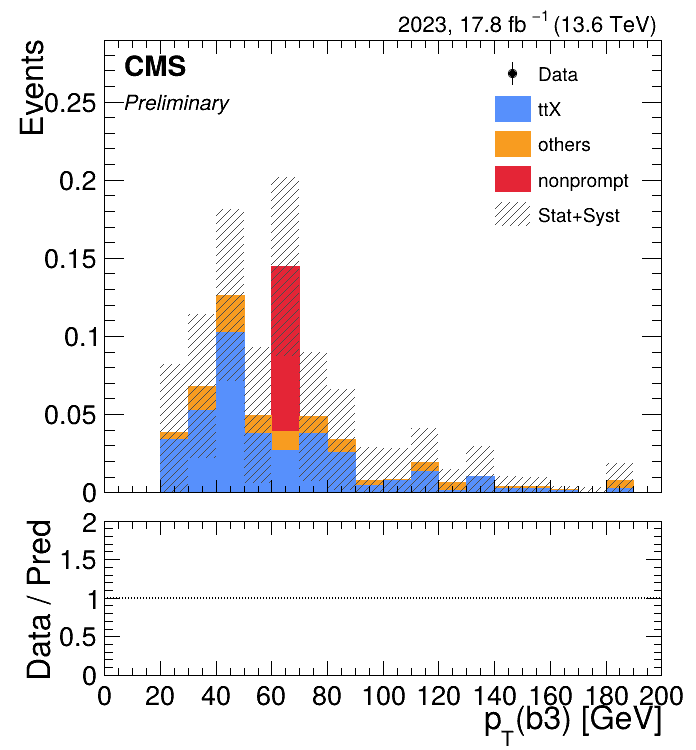 2023, 17.8 fb⁻¹ (13.6 TeV)
Events
CMS
Preliminary
Data
ttX
others
nonprompt
Stat+Syst
0.25
0.2
0.15
0.1
0.05
0
Data / Pred
2
1.5
1
0.5
0
0 20 40 60 80 100 120 140 160 180 200
p_T(b3) [GeV]